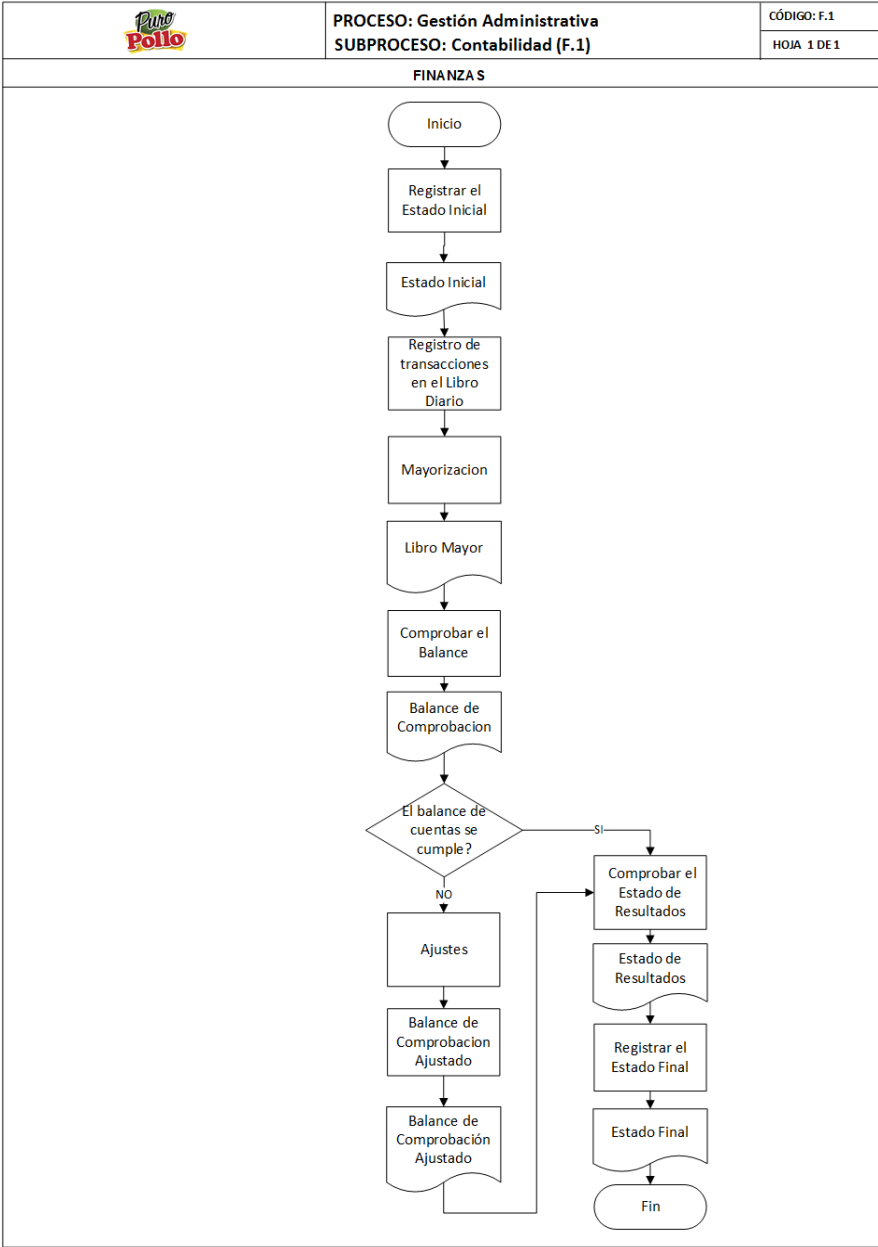 Puro
Pollo
PROCESO: Gestión Administrativa
SUBPROCESO: Contabilidad (F.1)
CÓDIGO: F.1
HOJA 1 DE 1
FINANZAS
Inicio
Registrar el
Estado Inicial
Estado Inicial
Registro de
transacciones
en el Libro
Diario
Mayorizacion
Libro Mayor
Comprobar el
Balance
Balance de
Comprobacion
El balance de
cuentas se
cumple?
SI
NO
Ajustes
Balance de
Comprobacion
Ajustado
Balance de
Comprobación
Ajustado
Comprobar el
Estado de
Resultados
Estado de
Resultados
Registrar el
Estado Final
Estado Final
Fin